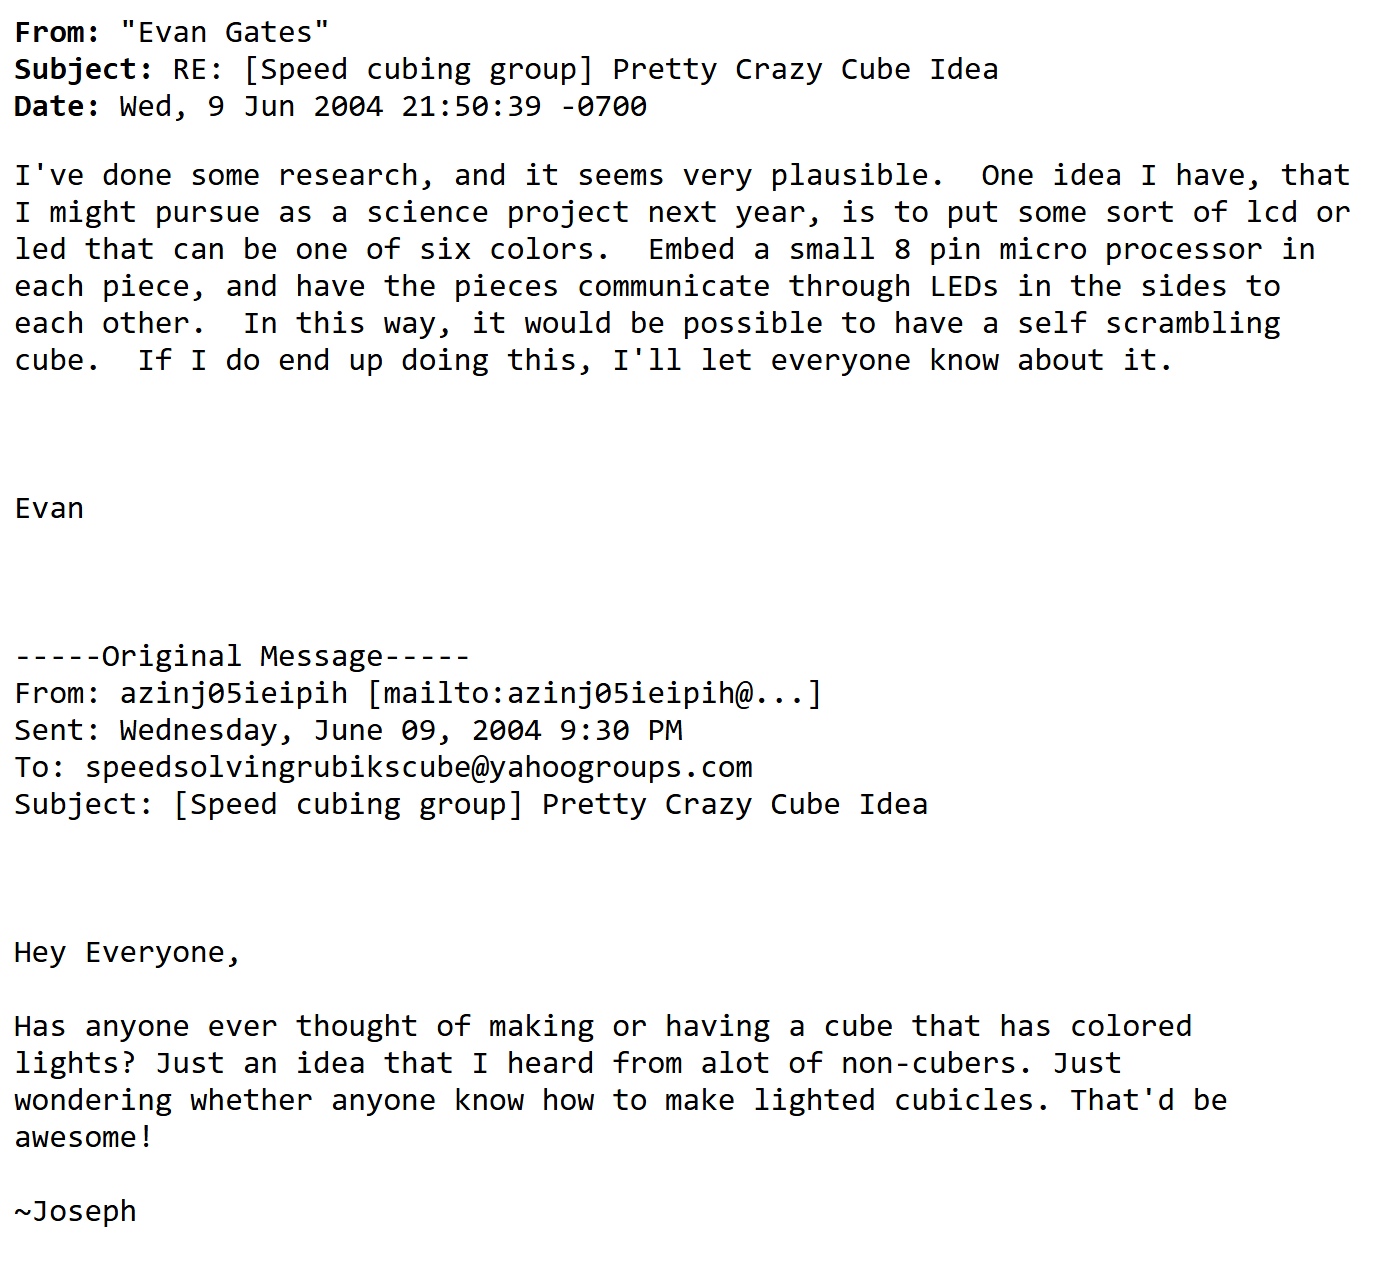 From: "Evan Gates"
Subject: RE: [Speed cubing group] Pretty Crazy Cube Idea
Date: Wed, 9 Jun 2004 21:50:39 -0700
I've done some research, and it seems very plausible.  One idea I have, that
I might pursue as a science project next year, is to put some sort of lcd or
led that can be one of six colors.  Embed a small 8 pin micro processor in
each piece, and have the pieces communicate through LEDs in the sides to
each other.  In this way, it would be possible to have a self scrambling
cube.  If I do end up doing this, I'll let everyone know about it.
Evan
-----Original Message-----
From: azinj05ieipih [mailto:azinj05ieipih@...]
Sent: Wednesday, June 09, 2004 9:30 PM
To: speedsolvingrubikscube@yahoogroups.com
Subject: [Speed cubing group] Pretty Crazy Cube Idea
Hey Everyone,
Has anyone ever thought of making or having a cube that has colored
lights? Just an idea that I heard from alot of non-cubers. Just
wondering whether anyone know how to make lighted cubicles. That'd be
awesome!
~Joseph